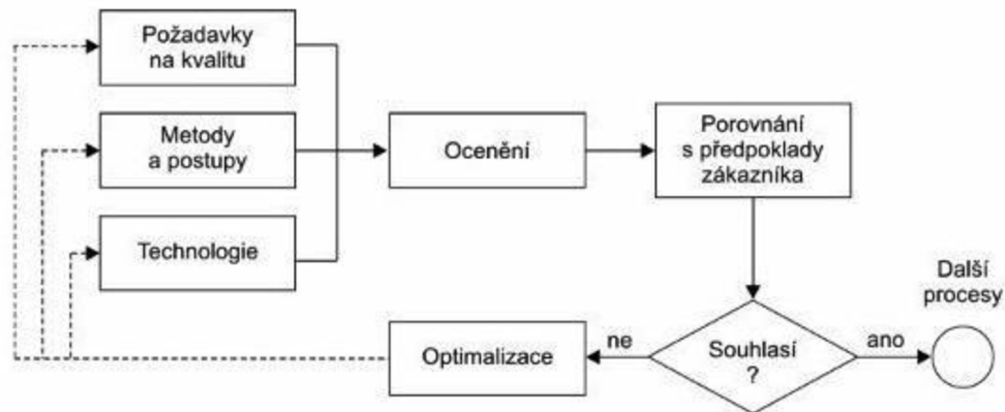 Požadavky
na kvalitu
Metody
a postupy
Technologie
Ocenění
Porovnání
s předpoklady
zákazníka
Další
procesy
Optimalizace
ne
Souhlasí
?
ano